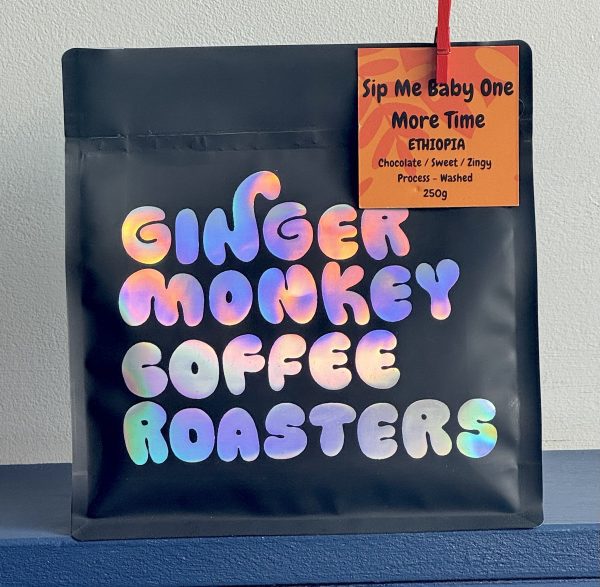 Sip Me Baby One
More Time
ETHIOPIA
Chocolate / Sweet / Zingy
Process - Washed
250g
GINGER
MONKEY
COFFEE
ROASTERS